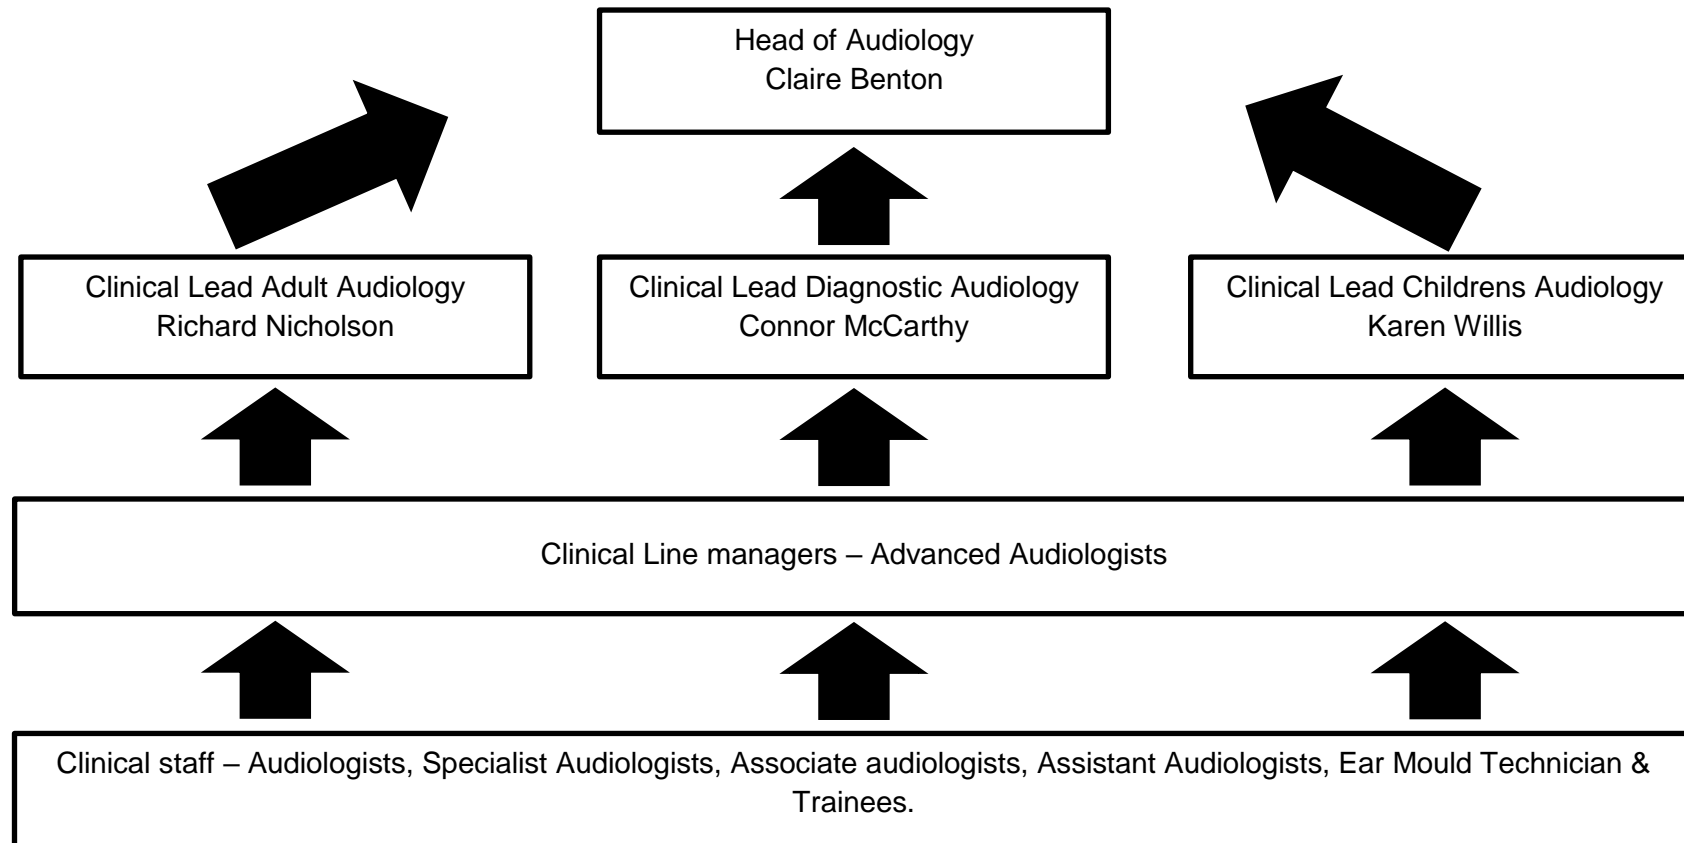 Head of Audiology
Claire Benton
Clinical Lead Adult Audiology
Richard Nicholson
Clinical Lead Diagnostic Audiology
Connor McCarthy
Clinical Lead Childrens Audiology
Karen Willis
Clinical Line managers – Advanced Audiologists
Clinical staff – Audiologists, Specialist Audiologists, Associate audiologists, Assistant Audiologists, Ear Mould Technician &
Trainees.